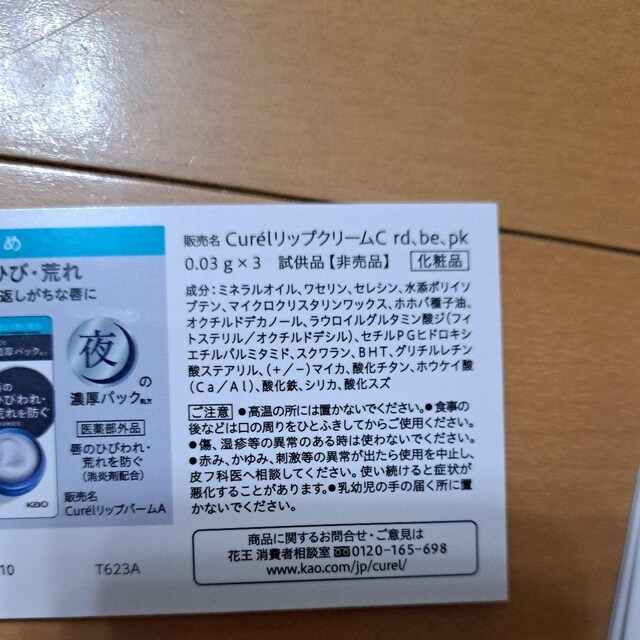 め
ひび・荒れ
返しがちな唇に
濃厚パック
夜の
濃厚パック処方
医薬部外品
唇のひびわれ・
荒れを防ぐ
(消炎剤配合)
販売名
CurélリップバームA
の
ひびわれ・
荒れを防ぐ
Kao
10
T623A
販売名 CurélリップクリームC rd、be、pk
0.03g×3 試供品【非売品】 化粧品
成分:ミネラルオイル、ワセリン、セレシン、水添ポリイソ
ブテン、マイクロクリスタリンワックス、ホホバ種子油、
オクチルドデカノール、ラウロイルグルタミン酸ジ(フィ
トステリル/オクチルドデシル)、セチルPGヒドロキシ
エチルパルミタミド、スクワラン、BHT、グリチルレチン
酸ステアリル、(+/−)マイカ、酸化チタン、ホウケイ酸
(Ca/Al)、酸化鉄、シリカ、酸化スズ
ご注意 ●高温の所には置かないでください。●食事の
後などは口の周りをひとふきしてからご使用ください。
●傷、湿疹等の異常のある時は使わないでください。
●赤み、かゆみ、刺激等の異常が出たら使用を中止し、
皮フ科医へ相談してください。使い続けると症状が
悪化することがあります。●乳幼児の手の届く所に置
かないでください。
商品に関するお問合せ・ご意見は
花王 消費者相談室 0120-165-698
www.kao.com/jp/curel/